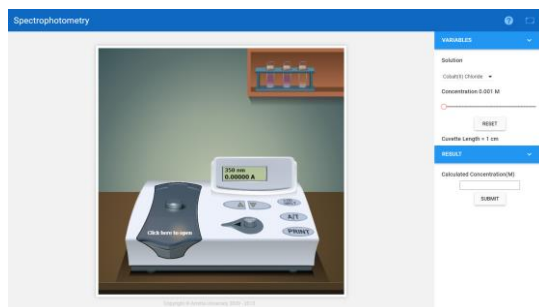 Spectrophotometry
VARIABLES
Solution
Cobalt(II) Chloride
Concentration 0.001 M
RESET
Cuvette Length = 1 cm
RESULT
Calculated Concentration(M)
SUBMIT
350 nm
0.00000 A
A/T
PRINT
Click here to open